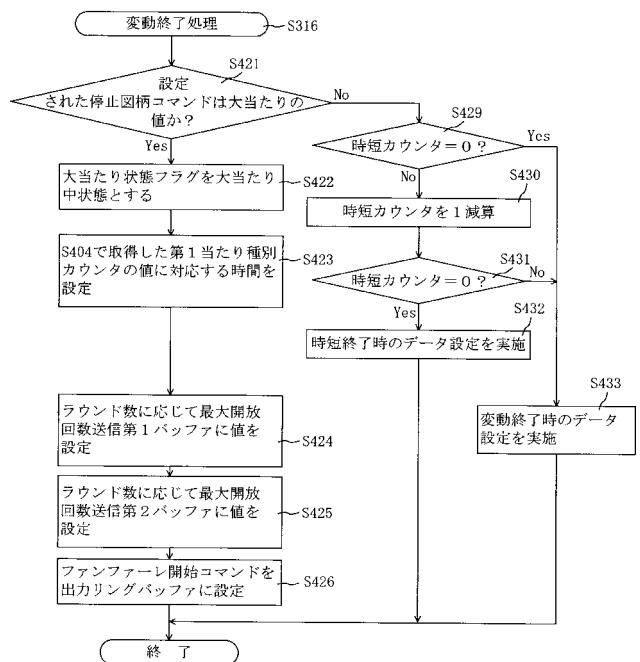 変動終了処理
S316
S421
設定
された停止図柄コマンドは大当たりの
値か？
No
Yes
S429
時短カウンタ＝０？
Yes
No
大当たり状態フラグを大当たり
中状態とする
S422
S430
時短カウンタを１減算
S404で取得した第１当たり種別
カウンタの値に対応する時間を
設定
S423
S431
時短カウンタ＝０？
No
Yes
S432
時短終了時のデータ設定を実施
S433
変動終了時のデータ
設定を実施
ラウンド数に応じて最大開放
回数送信第１バッファに値を
設定
S424
ラウンド数に応じて最大開放
回数送信第２バッファに値を
設定
S425
ファンファーレ開始コマンドを
出力リングバッファに設定
S426
終 了